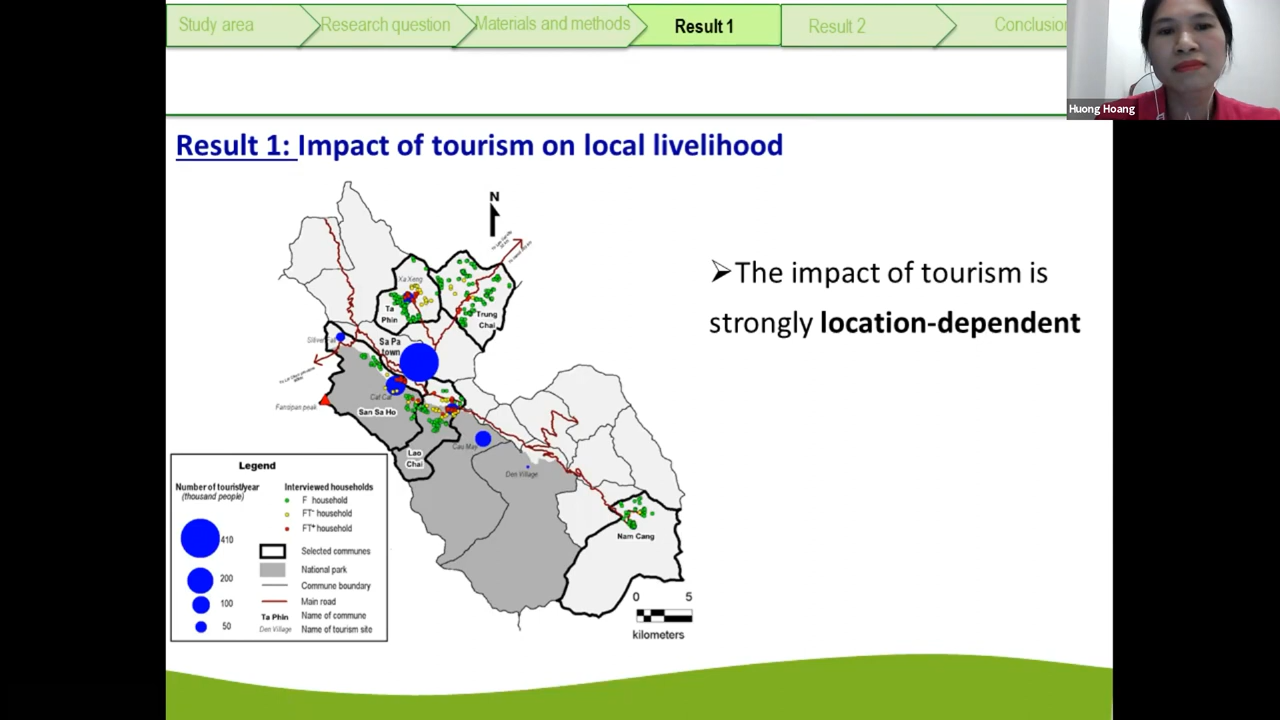 Study area
Research question
Materials and methods
Result 1
Result 2
Conclusion
Huong Hoang
Result 1: Impact of tourism on local livelihood
N
Xa Xeng
Ta
Phin
Trung
Chai
Sa Pa
town
Cat Cat
Fansipan peak
San Sa Ho
Cau May
Lao
Chai
Den Village
Nam Cang
➢The impact of tourism is
strongly location-dependent
Legend
Number of tourist/year
(thousand people)
410
200
100
50
Interviewed households
F household
FT⁻ household
FT⁺ household
Selected communes
National park
Commune boundary
Main road
Ta Phin Name of commune
Den Village Name of tourism site
0 5
kilometers